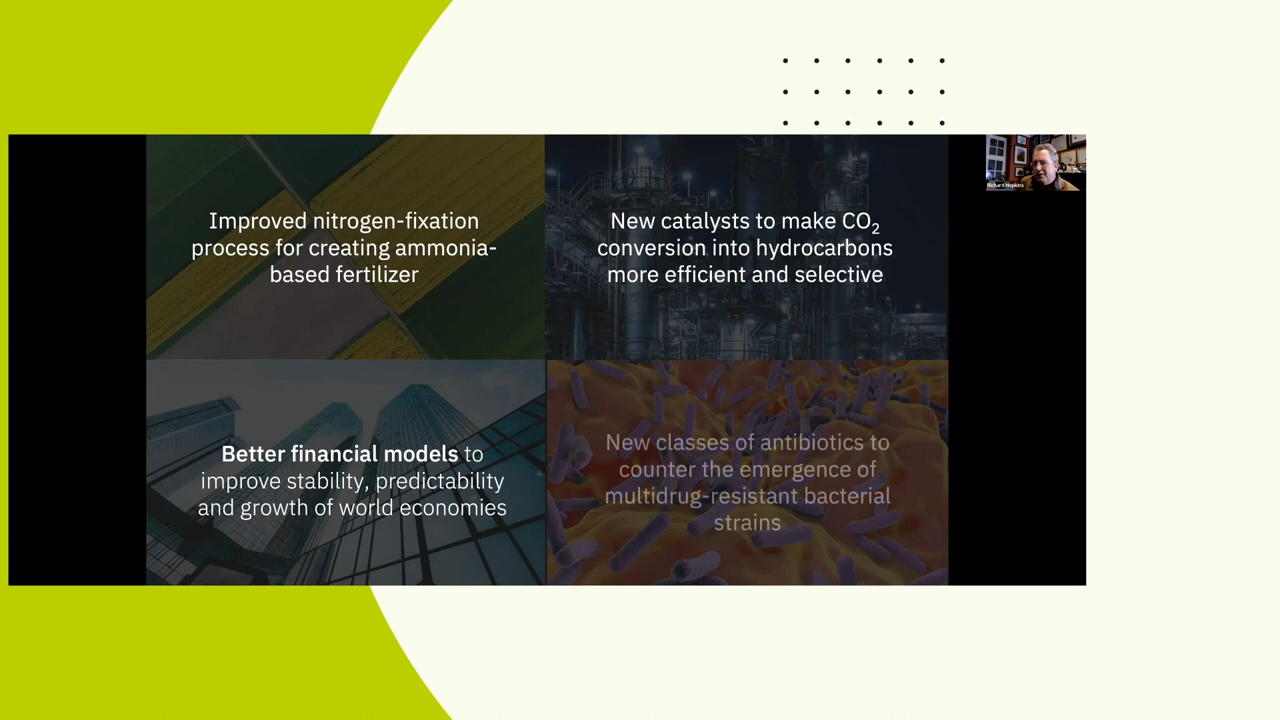 Improved nitrogen-fixation
process for creating ammonia-
based fertilizer
New catalysts to make CO₂
conversion into hydrocarbons
more efficient and selective
Richard Hopkins
Better financial models to
improve stability, predictability
and growth of world economies
New classes of antibiotics to
counter the emergence of
multidrug-resistant bacterial
strains